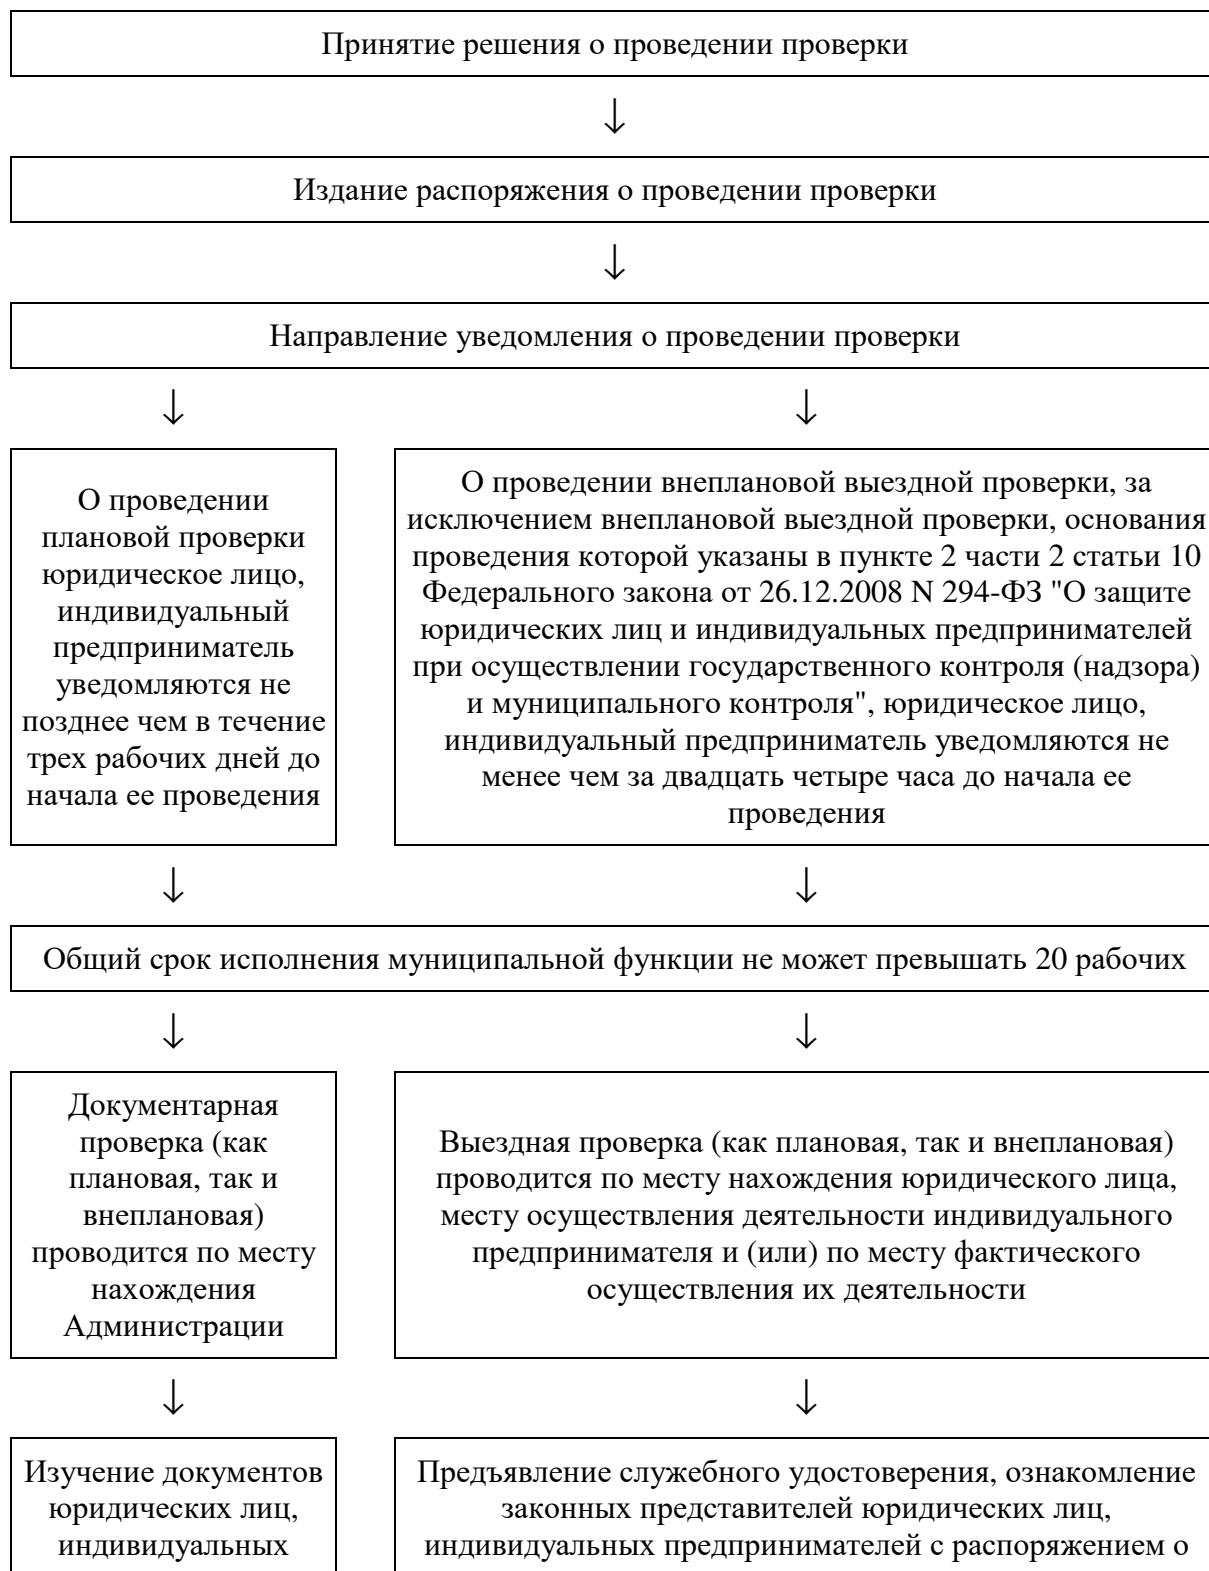 Принятие решения о проведении проверки
↓
Издание распоряжения о проведении проверки
↓
Направление уведомления о проведении проверки
↓ ↓
О проведении
плановой проверки
юридическое лицо,
индивидуальный
предприниматель
уведомляются не
позднее чем в течение
трех рабочих дней до
начала ее проведения
О проведении внеплановой выездной проверки, за
исключением внеплановой выездной проверки, основания
проведения которой указаны в пункте 2 части 2 статьи 10
Федерального закона от 26.12.2008 N 294-ФЗ "О защите
юридических лиц и индивидуальных предпринимателей
при осуществлении государственного контроля (надзора)
и муниципального контроля", юридическое лицо,
индивидуальный предприниматель уведомляются не
менее чем за двадцать четыре часа до начала ее
проведения
↓ ↓
Общий срок исполнения муниципальной функции не может превышать 20 рабочих
↓ ↓
Документарная
проверка (как
плановая, так и
внеплановая)
проводится по месту
нахождения
Администрации
Выездная проверка (как плановая, так и внеплановая)
проводится по месту нахождения юридического лица,
месту осуществления деятельности индивидуального
предпринимателя и (или) по месту фактического
осуществления их деятельности
↓ ↓
Изучение документов
юридических лиц,
индивидуальных
Предъявление служебного удостоверения, ознакомление
законных представителей юридических лиц,
индивидуальных предпринимателей с распоряжением о